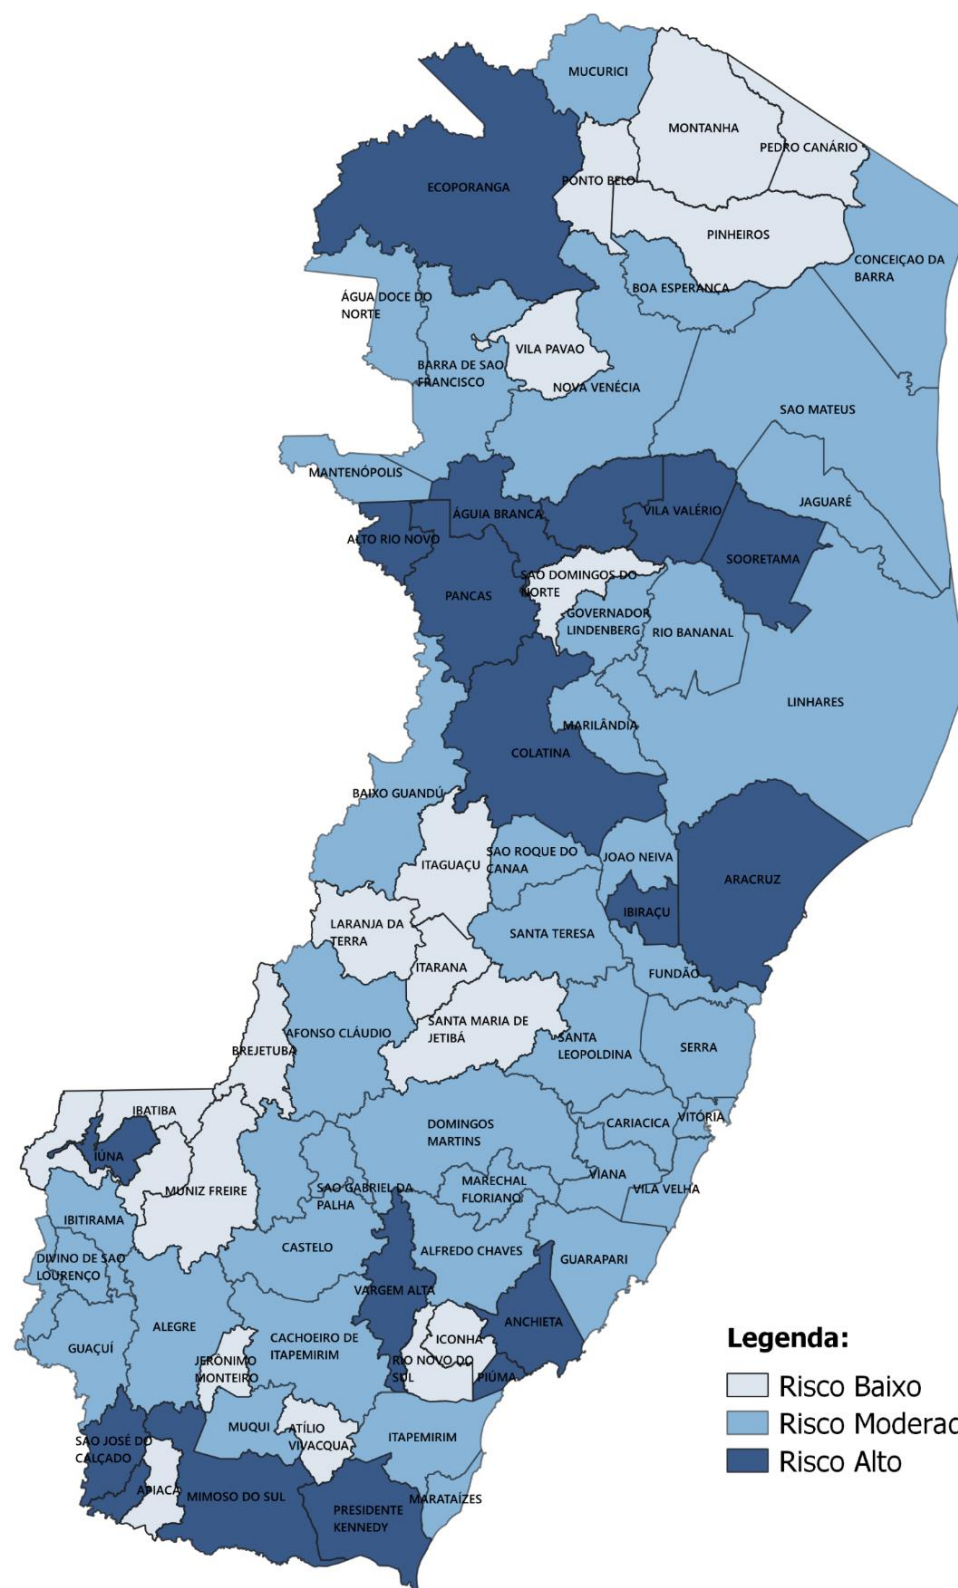 MUCURICI
MONTANHA
PEDRO CANÁRIO
ECOPORANGA
PONTO BELO
PINHEIROS
CONCEIÇAO DA
BARRA
BOA ESPERANÇA
ÁGUA DOCE DO
NORTE
VILA PAVAO
BARRA DE SAO
FRANCISCO
NOVA VENÉCIA
SAO MATEUS
MANTENÓPOLIS
JAGUARÉ
ÁGUIA BRANCA
VILA VALÉRIO
ALTO RIO NOVO
SOORETAMA
SAO DOMINGOS DO
NORTE
PANCAS
GOVERNADOR
LINDENBERG
RIO BANANAL
LINHARES
MARILÂNDIA
COLATINA
BAIXO GUANDÚ
SAO ROQUE DO
CANAA
JOAO NEIVA
ITAGUAÇU
ARACRUZ
IBIRAÇU
LARANJA DA
TERRA
SANTA TERESA
ITARANA
FUNDÃO
SANTA MARIA DE
JETIBÁ
AFONSO CLÁUDIO
BREJETUBA
SANTA
LEOPOLDINA
SERRA
IBATIBA
DOMINGOS
MARTINS
CARIACICA
VITÓRIA
IÚNA
VIANA
MARECHAL
FLORIANO
SAO GABRIEL DA
PALHA
VILA VELHA
MUNIZ FREIRE
IBITIRAMA
CASTELO
ALFREDO CHAVES
GUARAPARI
DIVINO DE SAO
LOURENÇO
VARGEM ALTA
ANCHIETA
ALEGRE
ICONHA
GUAÇUÍ
CACHOEIRO DE
ITAPEMIRIM
JERÔNIMO
MONTEIRO
RIO NOVO DO
SUL
PIÚMA
MUQUI
ATÍLIO
VIVACQUA
ITAPEMIRIM
SAO JOSÉ DO
CALÇADO
APIACÁ
MIMOSO DO SUL
MARATAÍZES
PRESIDENTE
KENNEDY
Legenda:
Risco Baixo
Risco Moderad
Risco Alto